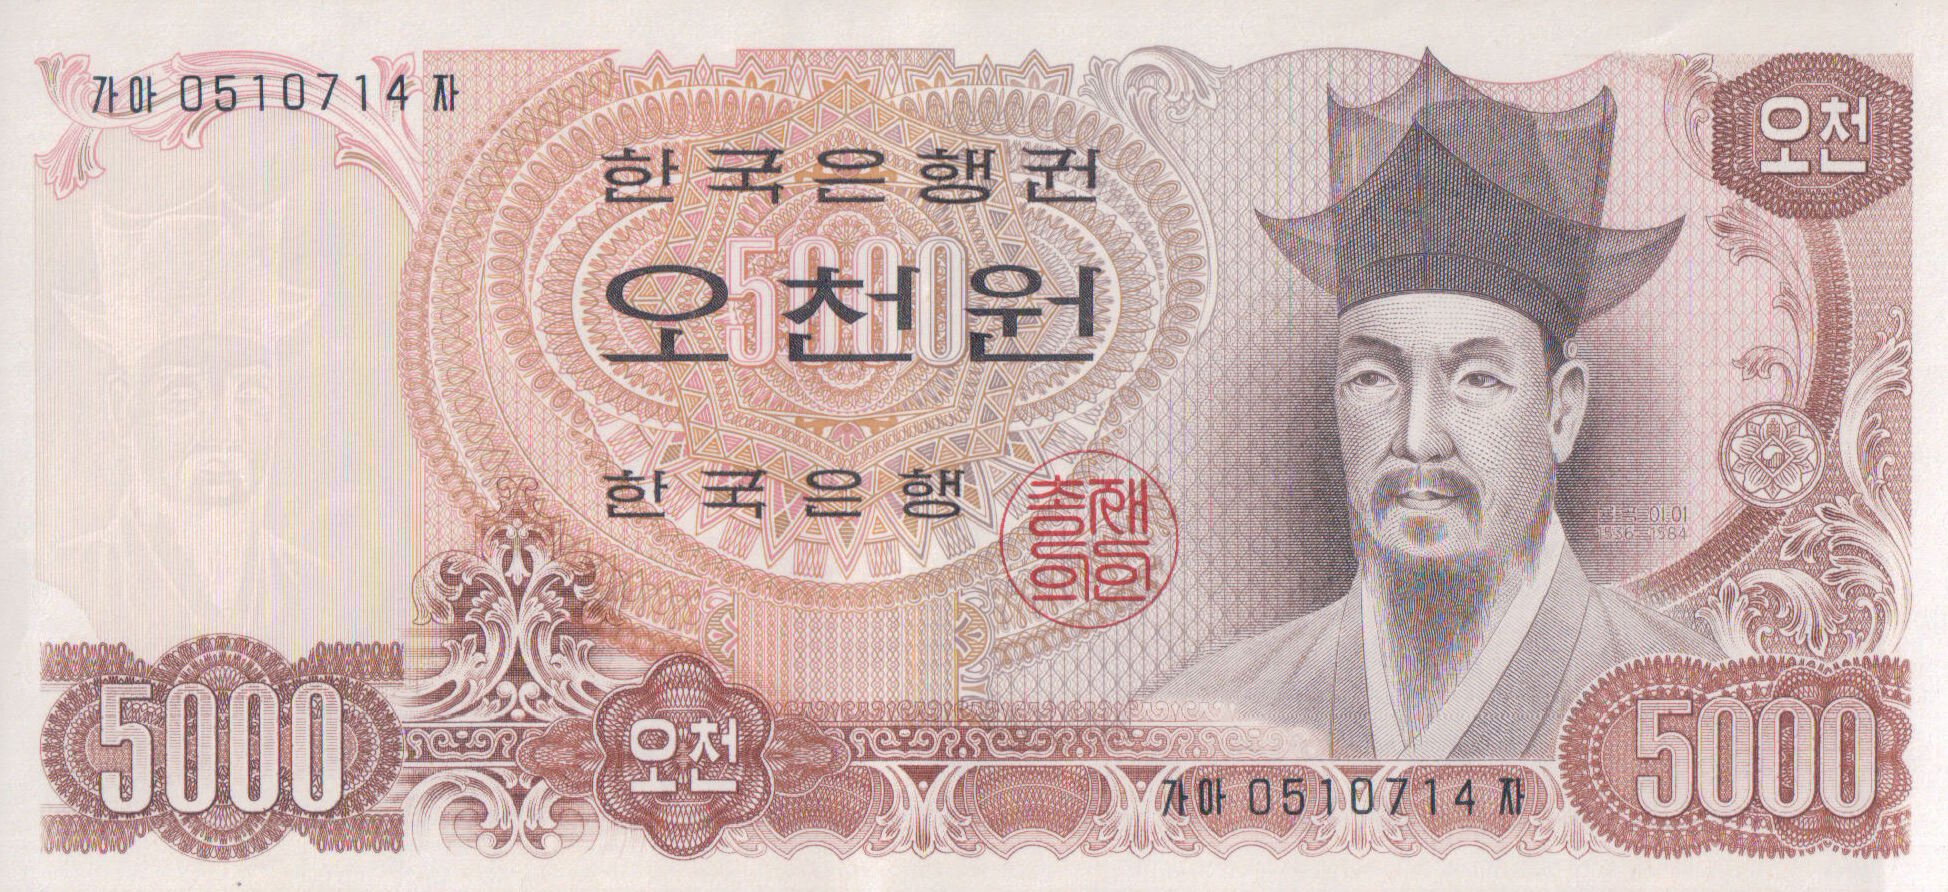 가아 0510714 자
오천
한국은행권
5000
오천원
한국은행
총재
의인
율곡 이이
1536-1584
5000
오천
가아 0510714 자
5000